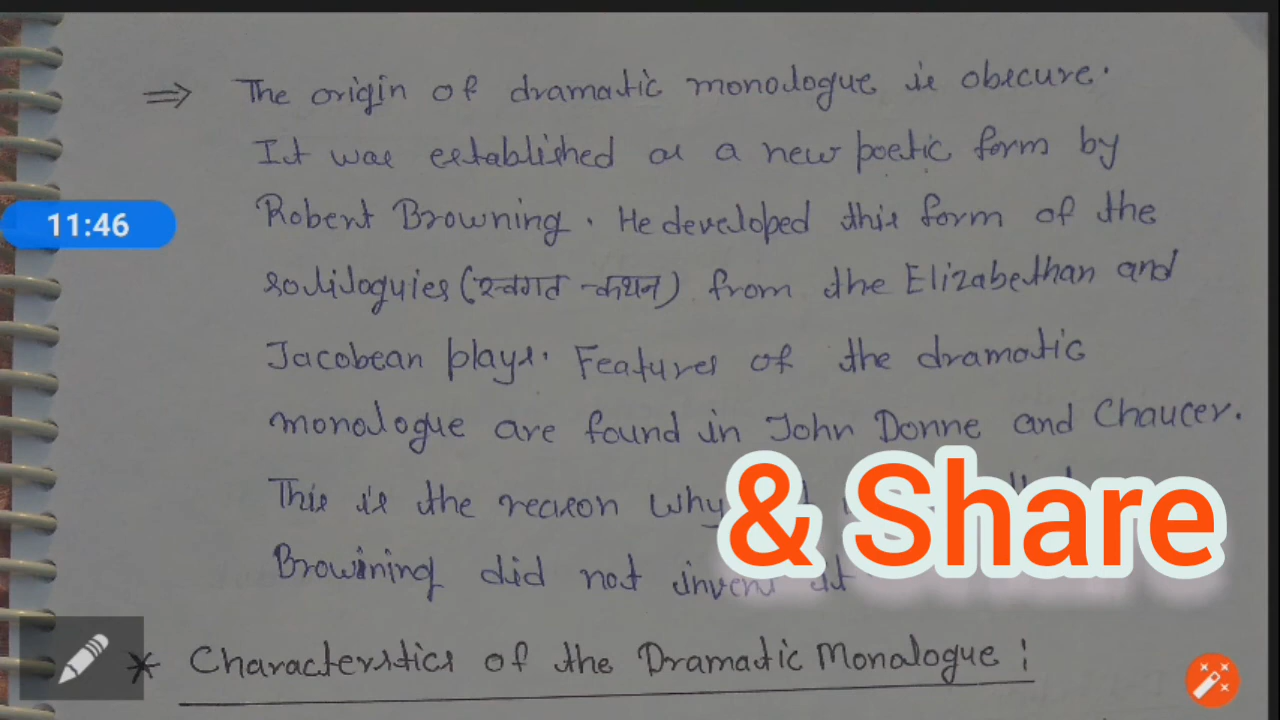 ⇒ The origin of dramatic monologue is obscure.
It was established as a new poetic form by
Robert Browning. He developed this form of the
11:46
soliloquies (स्वगत-कथन) from the Elizabethan and
Jacobean plays. Features of the dramatic
monologue are found in John Donne and Chaucer.
This is the reason why
& Share
Browining did not invent it
* Characterstics of the Dramatic Monologue :